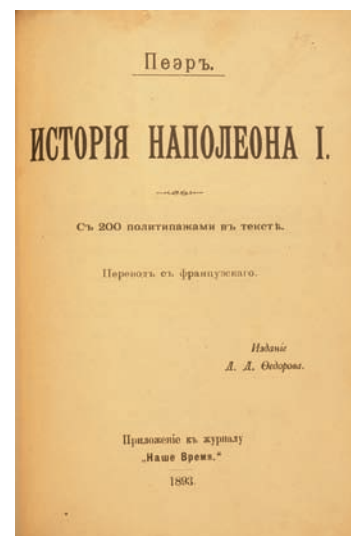 Пеэръ.
ИСТОРІЯ НАПОЛЕОНА I.
Съ 200 политипажами въ текстѣ.
Переводъ съ французскаго.
Изданіе
Д. Д. Ѳедорова.
Приложеніе къ журналу
„Наше Время.“
1893.